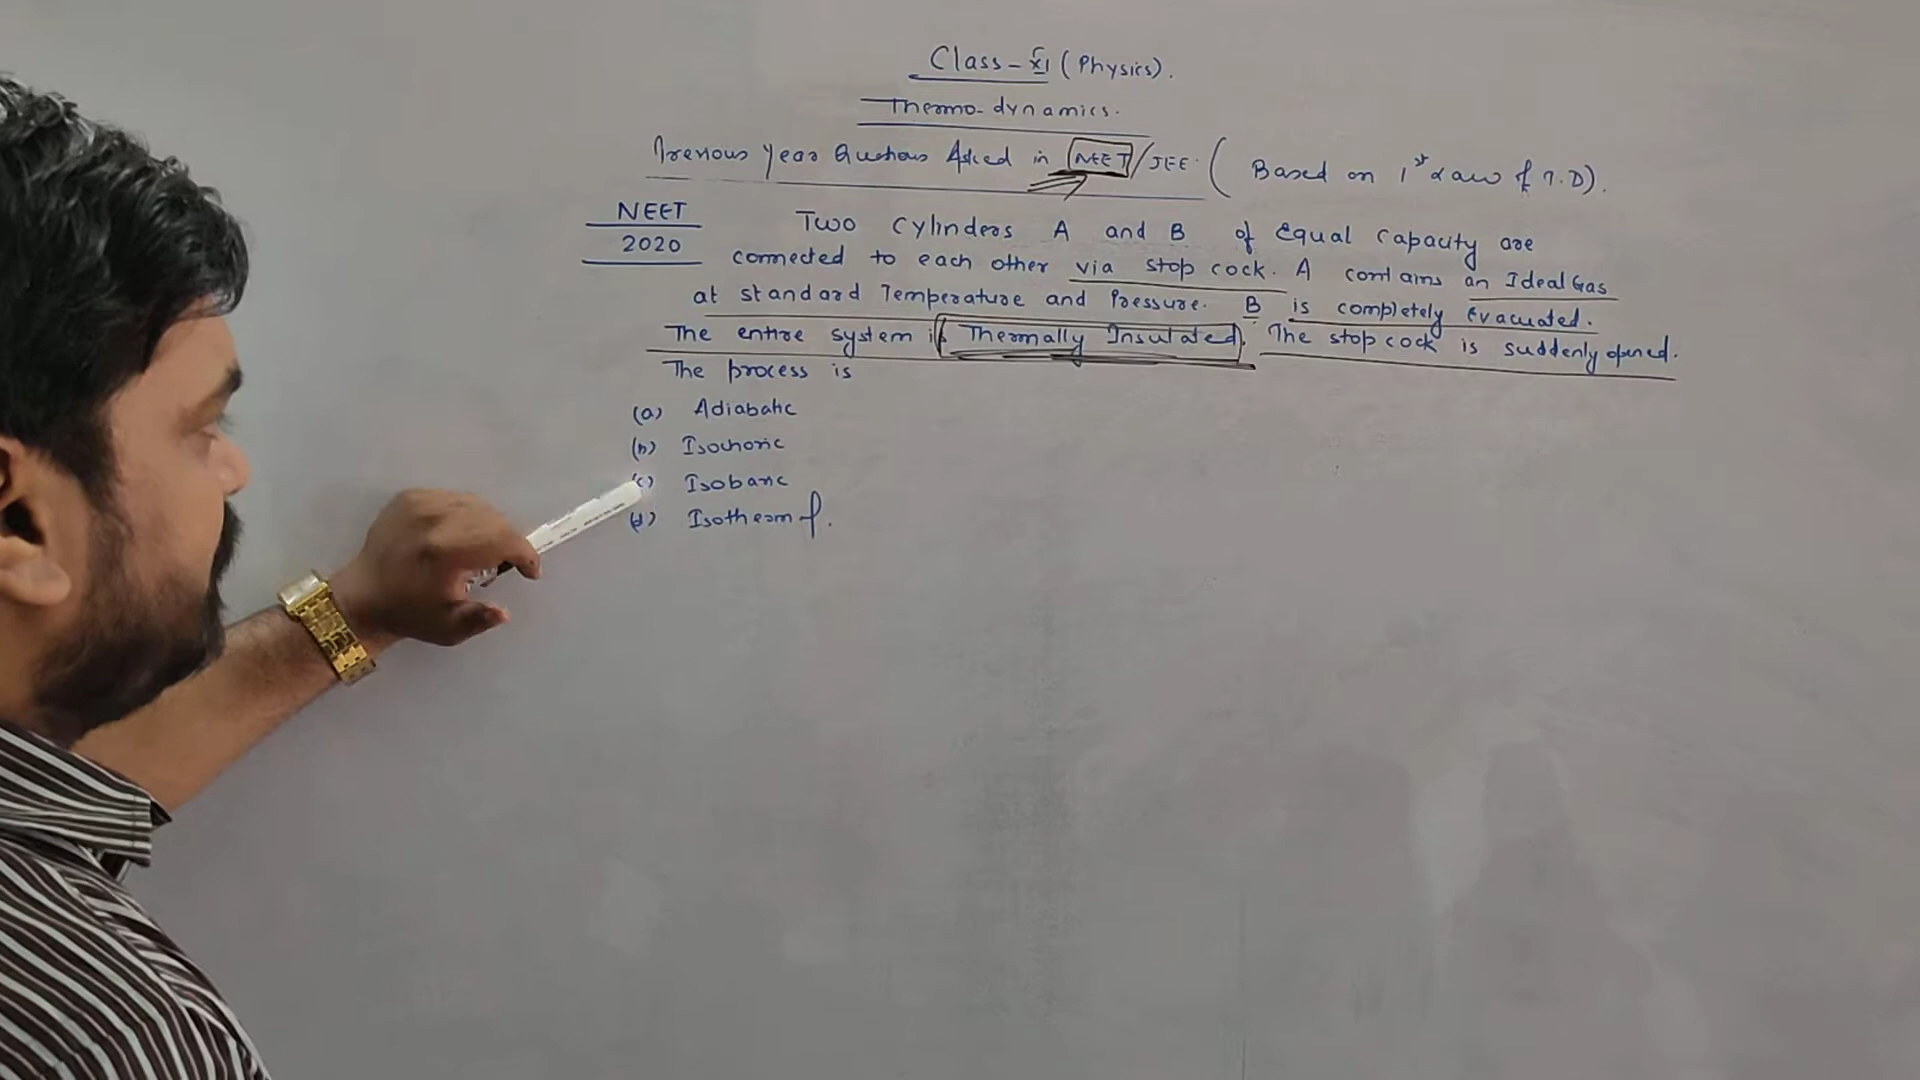 Class - XI (Physics).
Thermo-dynamics.
Previous Year Questions Asked in NEET/JEE (Based on 1st Law of T.D).
NEET
2020
Two cylinders A and B of equal capacity are
connected to each other via stop cock. A contains an Ideal Gas
at standard Temperature and Pressure. B is completely evacuated.
The entire system is Thermally Insulated. The stop cock is suddenly opened.
The process is
(a) Adiabatic
(b) Isochoric
(c) Isobaric
(d) Isothermal.